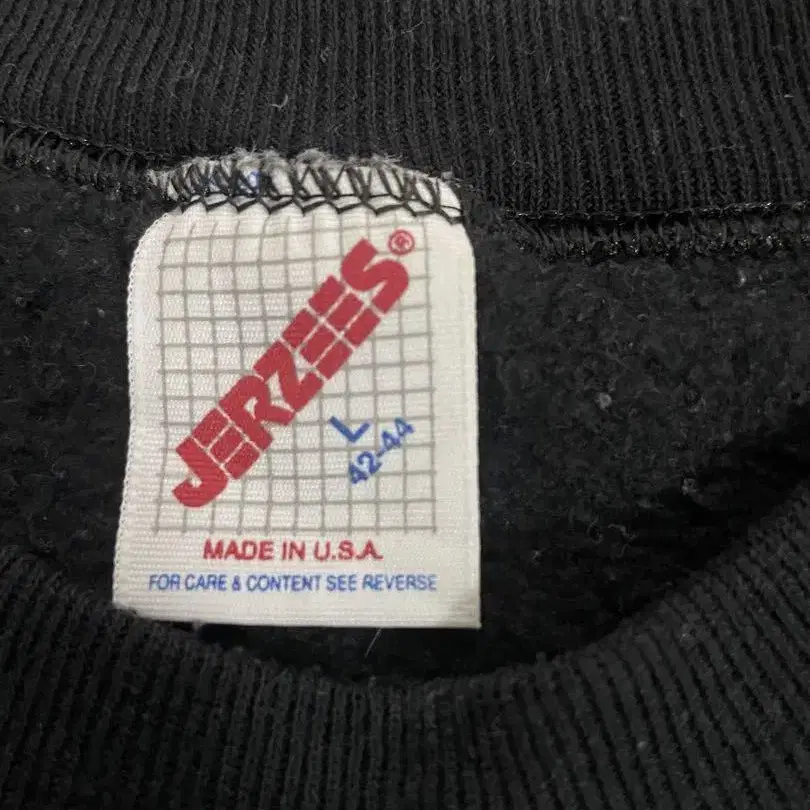 JERZEES®
L
42-44
MADE IN U.S.A.
FOR CARE & CONTENT SEE REVERSE